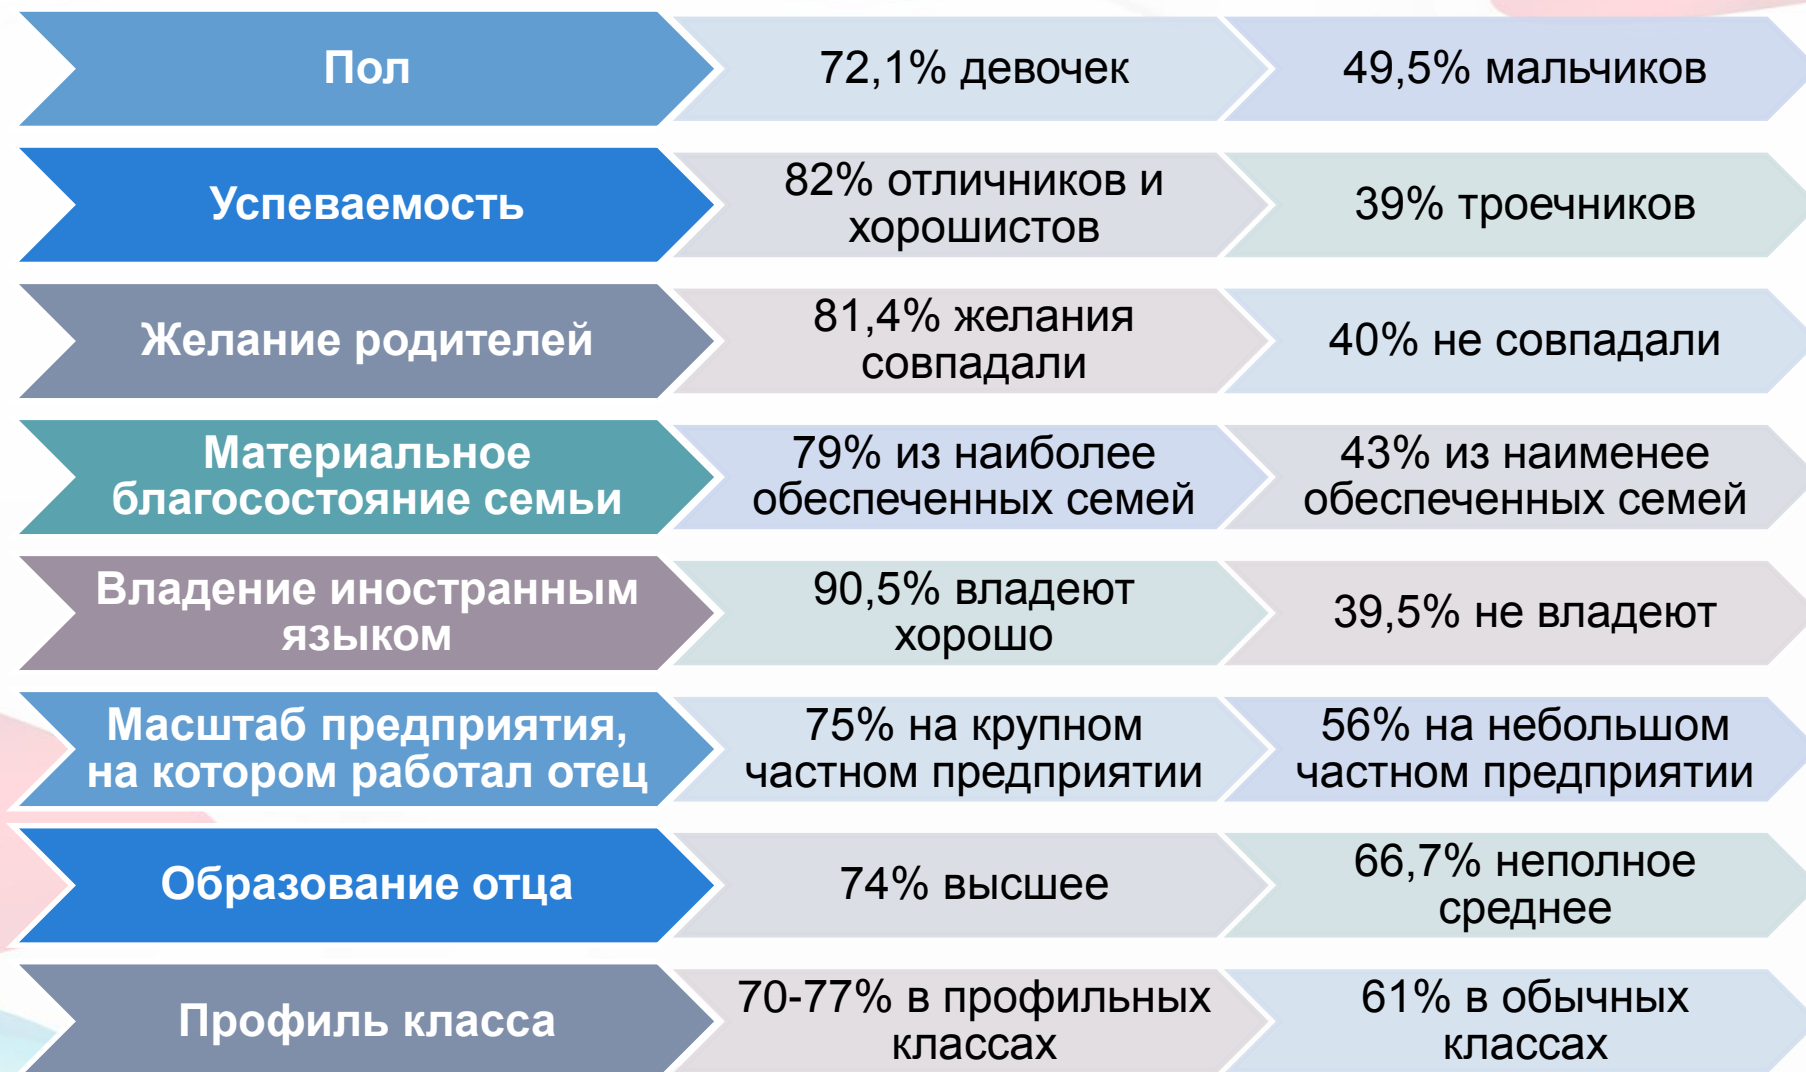 Пол
72,1% девочек
49,5% мальчиков
Успеваемость
82% отличников и
хорошистов
39% троечников
Желание родителей
81,4% желания
совпадали
40% не совпадали
Материальное
благосостояние семьи
79% из наиболее
обеспеченных семей
43% из наименее
обеспеченных семей
Владение иностранным
языком
90,5% владеют
хорошо
39,5% не владеют
Масштаб предприятия,
на котором работал отец
75% на крупном
частном предприятии
56% на небольшом
частном предприятии
Образование отца
74% высшее
66,7% неполное
среднее
Профиль класса
70-77% в профильных
классах
61% в обычных
классах